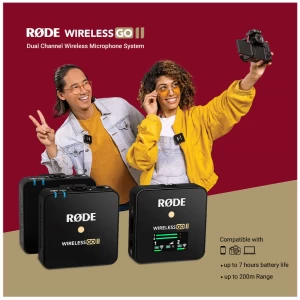 RØDE WIRELESS GO II
Dual Channel Wireless Microphone System
RØDE
WIRELESS GO II
RØDE
WIRELESS GO II
Compatible with
• up to 7 hours battery life
• up to 200m Range